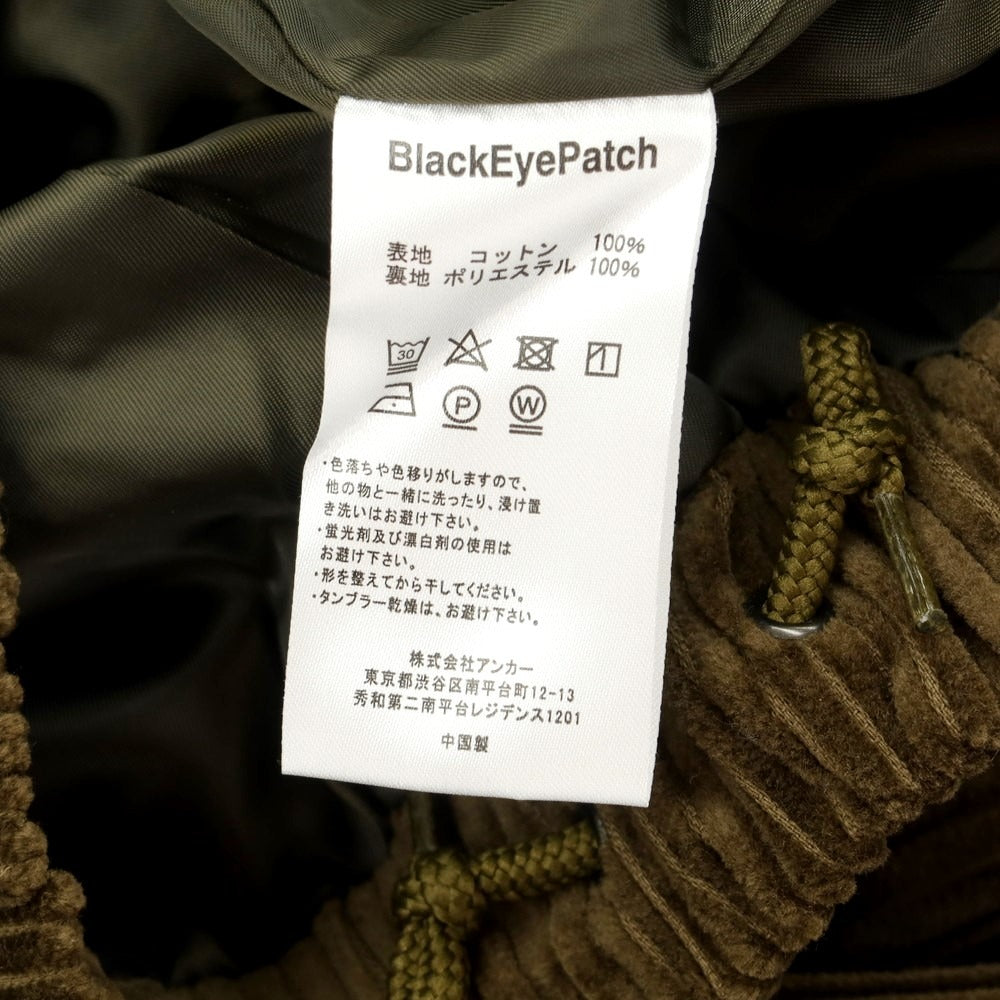 BlackEyePatch
表地 コットン 100%
裏地 ポリエステル 100%
30
P W
・色落ちや色移りがしますので、
他の物と一緒に洗ったり、浸け置
き洗いはお避け下さい。
・蛍光剤及び漂白剤の使用は
お避け下さい。
・形を整えてから干してください。
・タンブラー乾燥は、お避け下さい。
株式会社アンカー
東京都渋谷区南平台町12-13
秀和第二南平台レジデンス1201
中国製